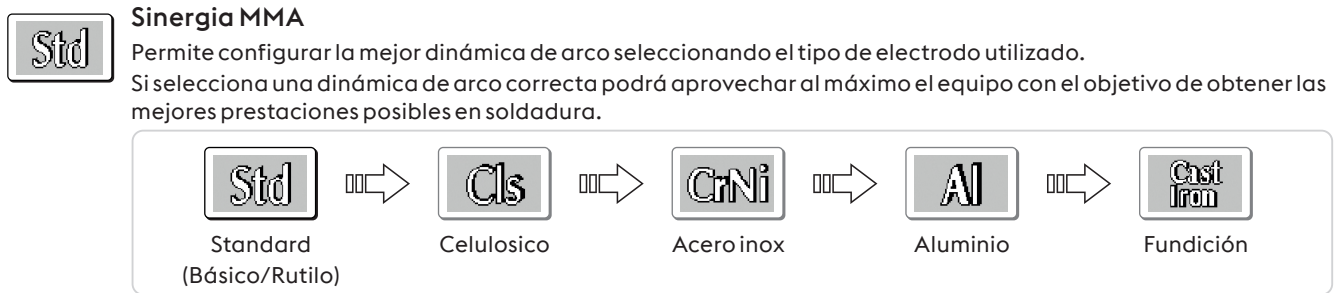 Std
Sinergia MMA
Permite configurar la mejor dinámica de arco seleccionando el tipo de electrodo utilizado.
Si selecciona una dinámica de arco correcta podrá aprovechar al máximo el equipo con el objetivo de obtener las
mejores prestaciones posibles en soldadura.
Std Cls CrNi Al Cast
Iron
Standard Celulosico Acero inox Aluminio Fundición
(Básico/Rutilo)